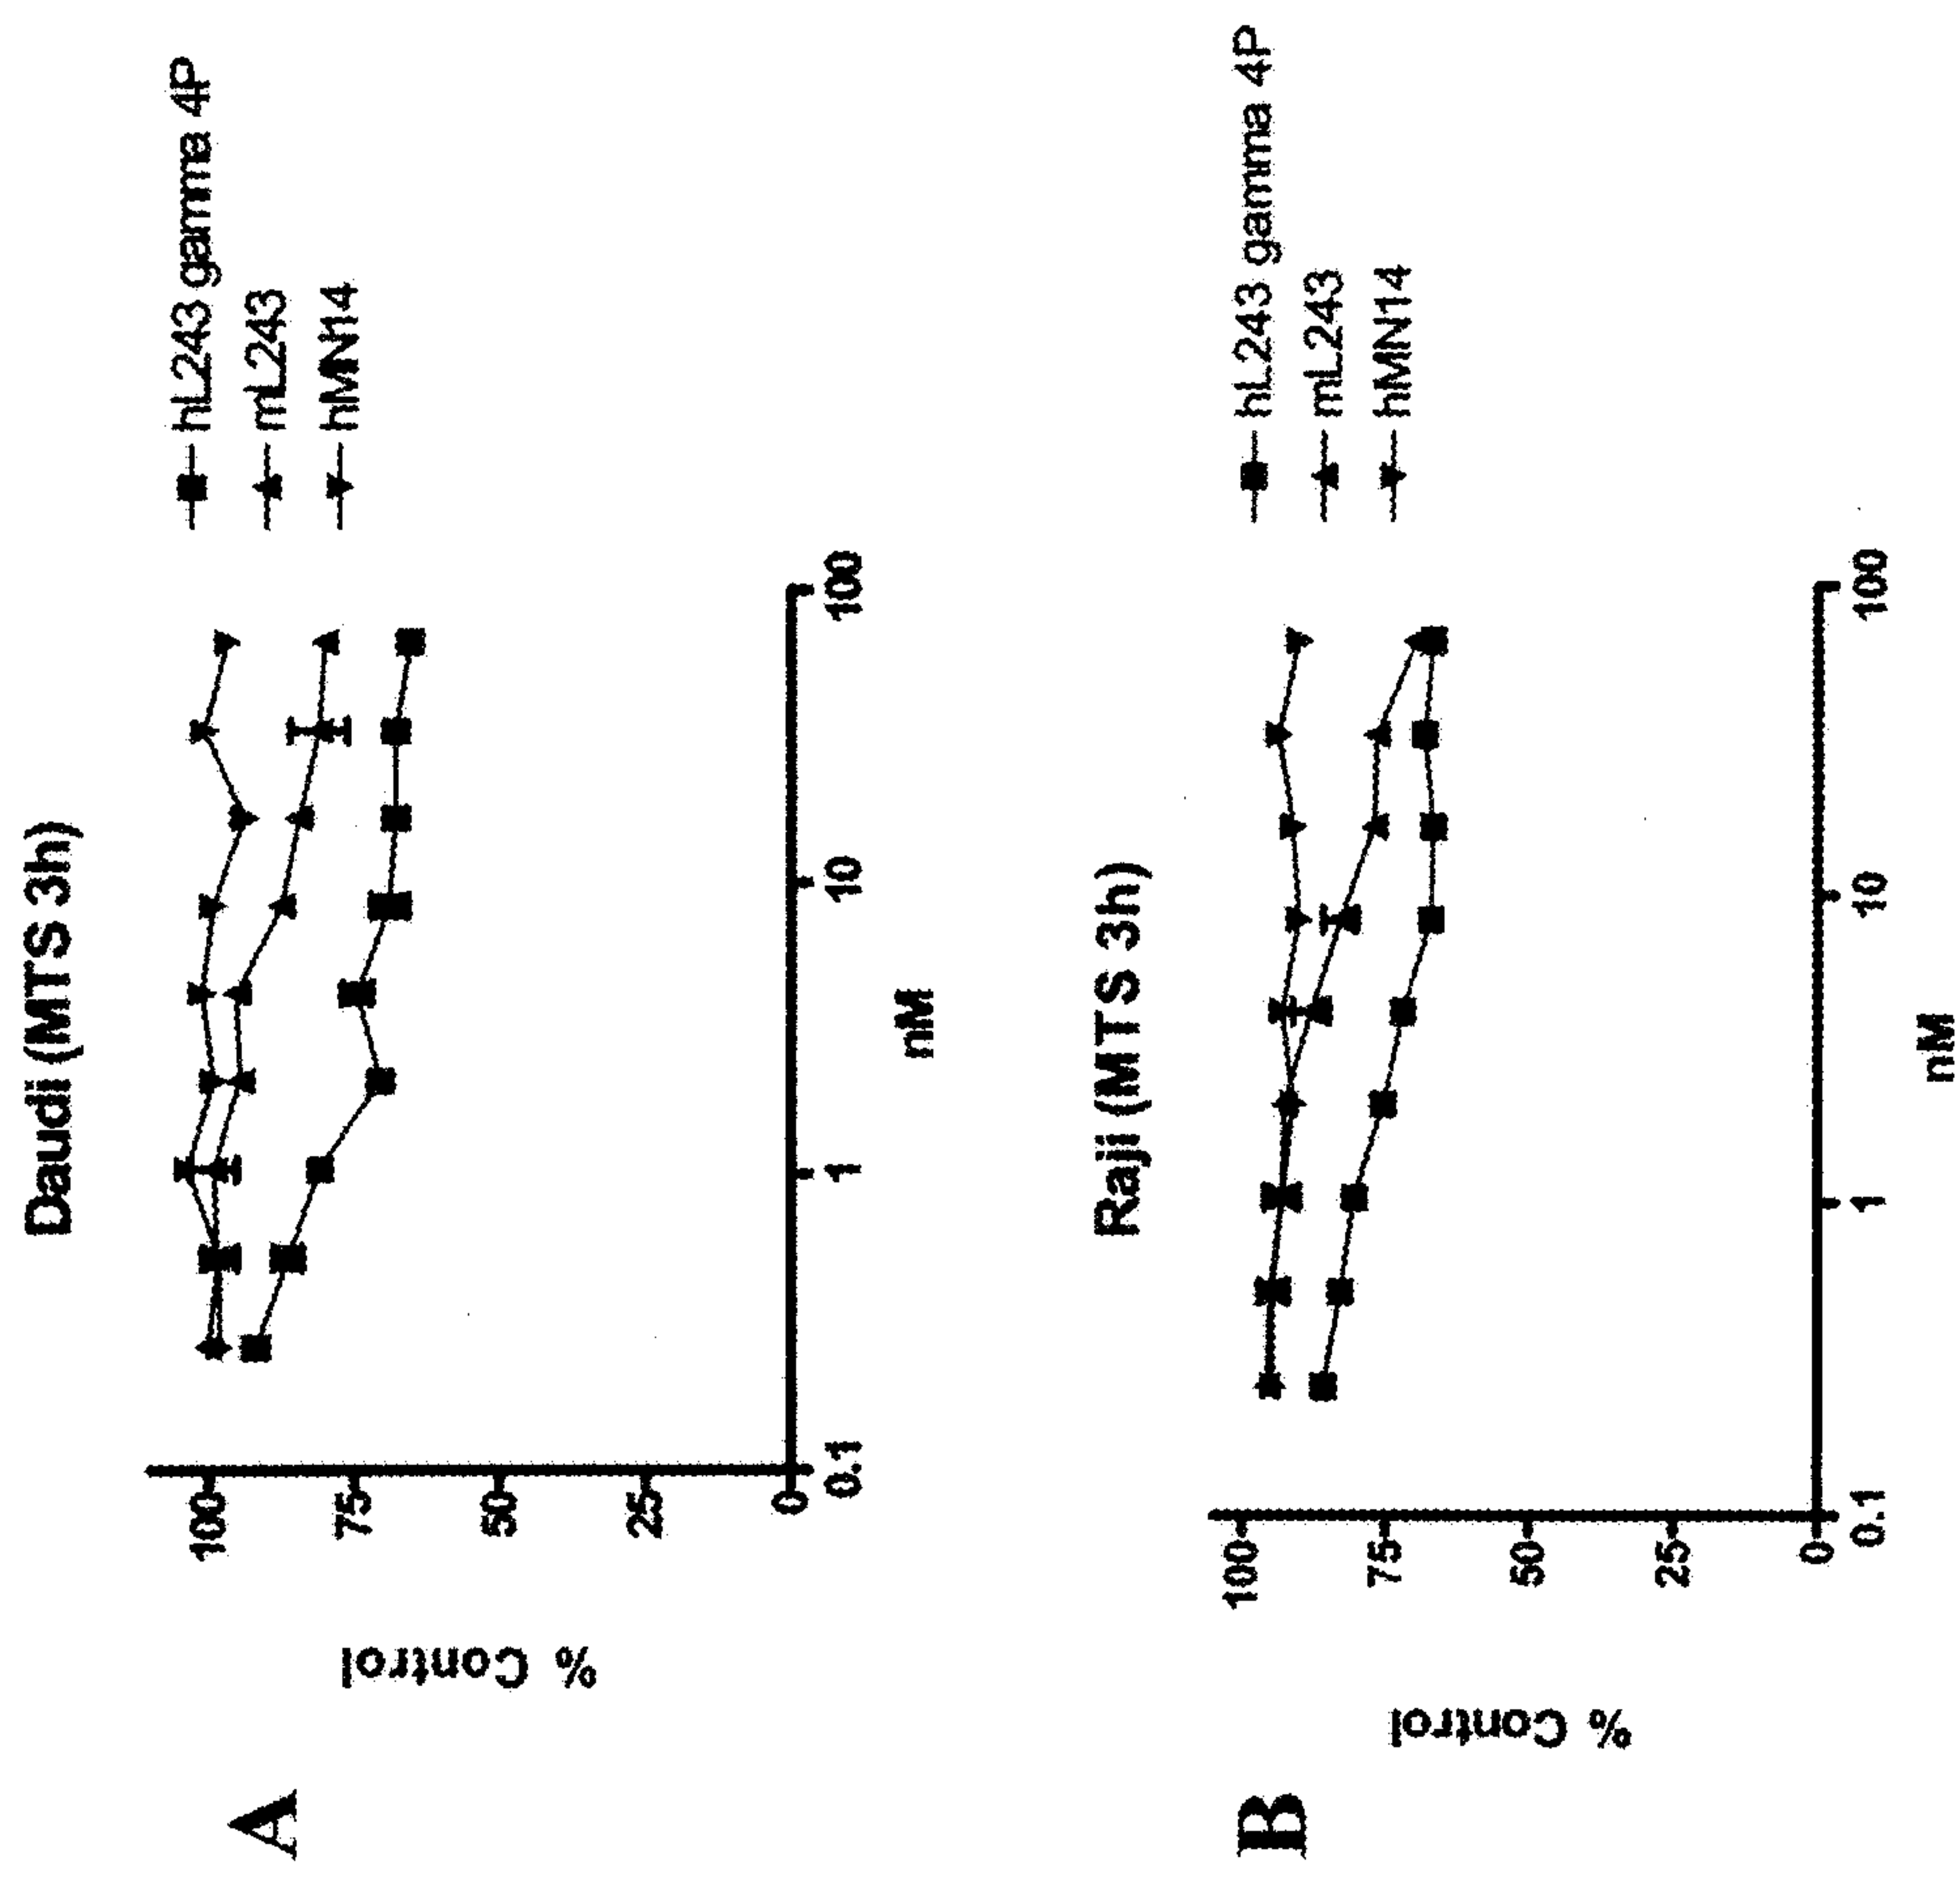 A
Daudi (MTS 3h)
% Control
100
75
50
25
0
0.1
1
10
100
nM
hL243 gamma 4P
mL243
hMN14
B
Raji (MTS 3h)
% Control
100
75
50
25
0
0.1
1
10
100
nM
hL243 gamma 4P
mL243
hMN14